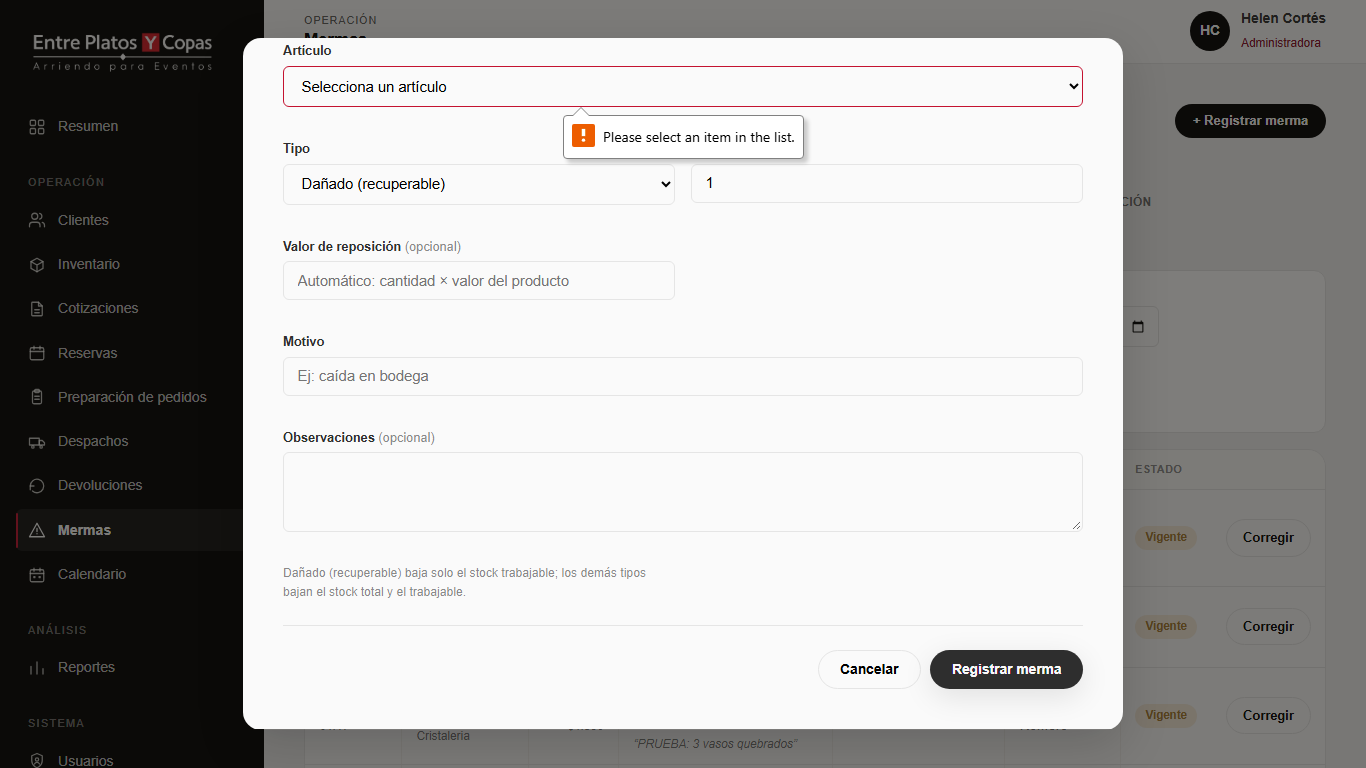 Entre Platos Y Copas
Arriendo para Eventos
Resumen
OPERACIÓN
Clientes
Inventario
Cotizaciones
Reservas
Preparación de pedidos
Despachos
Devoluciones
Mermas
Calendario
ANÁLISIS
Reportes
SISTEMA
Usuarios
OPERACIÓN
Mermas
HC
Helen Cortés
Administradora
+ Registrar merma
CIÓN
Artículo
Selecciona un artículo
Please select an item in the list.
Tipo
Dañado (recuperable)
1
Valor de reposición (opcional)
Automático: cantidad × valor del producto
Motivo
Ej: caída en bodega
Observaciones (opcional)
Dañado (recuperable) baja solo el stock trabajable; los demás tipos
bajan el stock total y el trabajable.
Cancelar
Registrar merma
ESTADO
Vigente
Corregir
Vigente
Corregir
Vigente
Corregir
Cristalería
"PRUEBA: 3 vasos quebrados"